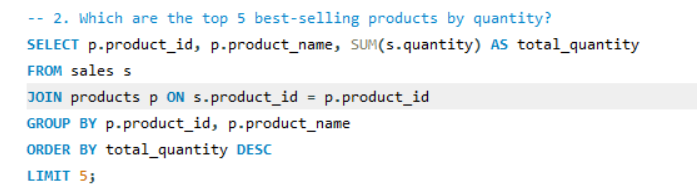 -- 2. Which are the top 5 best-selling products by quantity?
SELECT p.product_id, p.product_name, SUM(s.quantity) AS total_quantity
FROM sales s
JOIN products p ON s.product_id = p.product_id
GROUP BY p.product_id, p.product_name
ORDER BY total_quantity DESC
LIMIT 5;